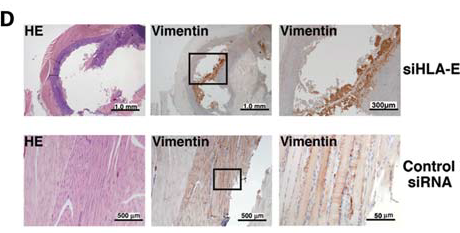 D
HE Vimentin Vimentin
1.0 mm 1.0 mm 300μm
siHLA-E
HE Vimentin Vimentin
500 μm 500 μm 50 μm
Control
siRNA